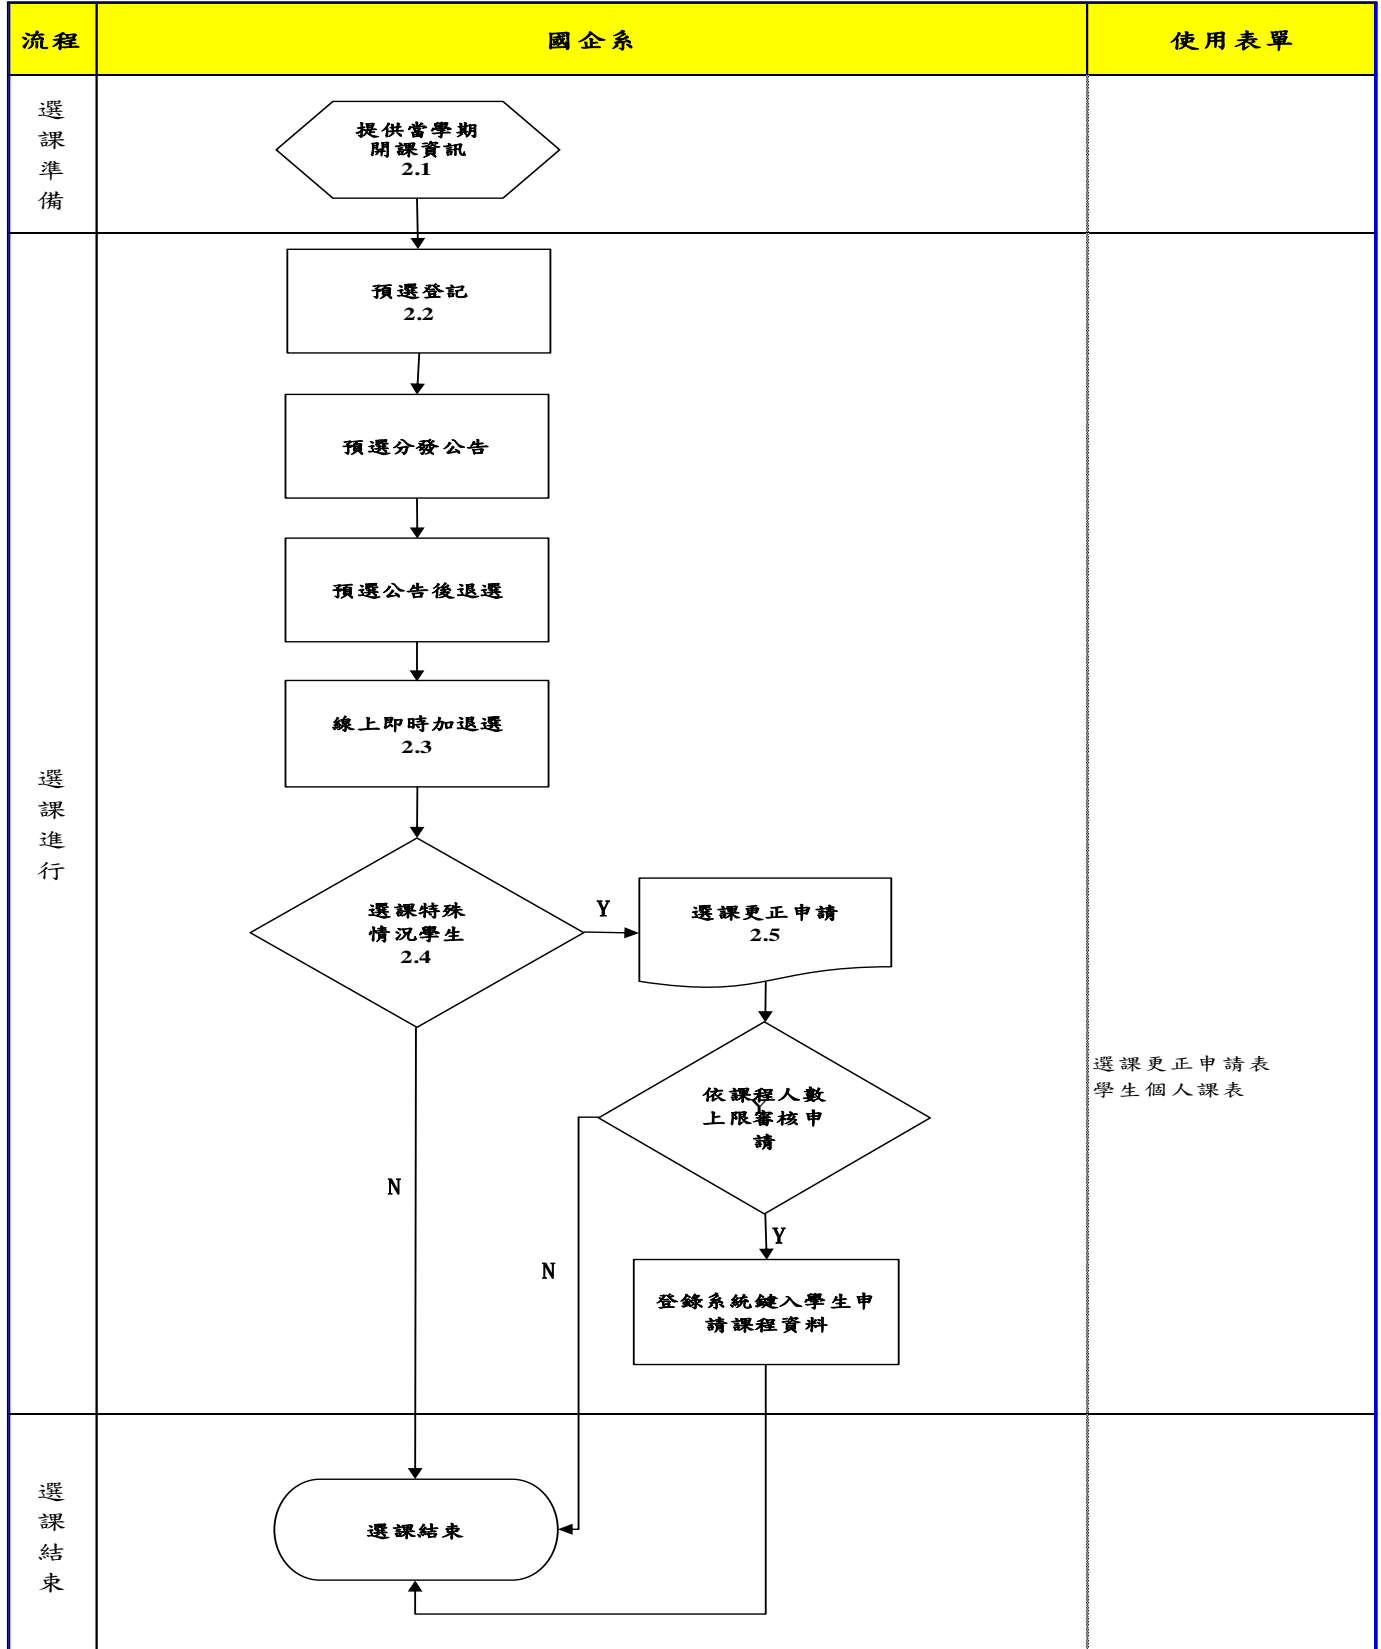 流程
國企系
使用表單
選
課
準
備
提供當學期
開課資訊
2.1
選
課
進
行
預選登記
2.2
預選分發公告
預選公告後退選
線上即時加退選
2.3
選課特殊
情況學生
2.4
Y
選課更正申請
2.5
N
依課程人數
Y
上限審核申
請
N
Y
登錄系統鍵入學生申
請課程資料
選課更正申請表
學生個人課表
選
課
結
束
選課結束